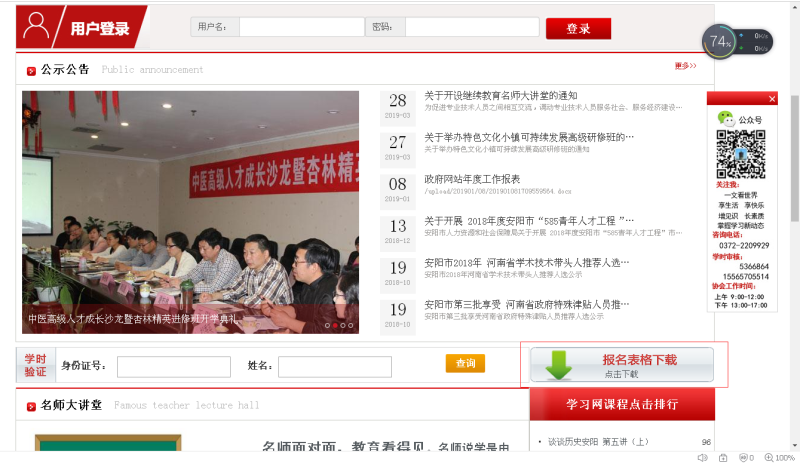 用户登录
用户名：
密码：
登录
74%
0K/s
0K/s
公示公告 Public announcement
更多>>
中医高级人才成长沙龙暨杏林精英
中医高级人才成长沙龙暨杏林精英进修班开学典礼
28
2019-03
关于开设继续教育名师大讲堂的通知
为促进专业技术人员之间相互交流，调动专业技术人员服务社会、服务经济建设…
27
2019-03
关于举办特色文化小镇可持续发展高级研修班的…
关于举办特色文化小镇可持续发展高级研修班的通知
08
2019-01
政府网站年度工作报表
13
2018-12
关于开展 2018年度安阳市“585青年人才工程 ”…
安阳市人力资源和社会保障局关于开展 2018年度安阳市“585青年人才工程”市…
19
2018-10
安阳市2018年 河南省学术技术带头人推荐人选…
安阳市2018年河南省学术技术带头人推荐人选公示
19
2018-10
安阳市第三批享受 河南省政府特殊津贴人员推…
安阳市第三批享受河南省政府特殊津贴人员推荐人选公示
公众号
关注我：
一文看世界
享生活 享快乐
增见识 长素质
掌握学习新动态
咨询电话：
0372-2209929
学时审核：
5366864
15565705514
协会工作时间：
上午 9:00-12:00
下午 13:00-17:00
学时
验证
身份证号：
姓名：
查询
报名表格下载
点击下载
名师大讲堂 Famous teacher lecture hall
学习网课程点击排行
名师面对面，教育看得见。名师说学是由
• 谈谈历史安阳 第五讲（上） 96
0
100%